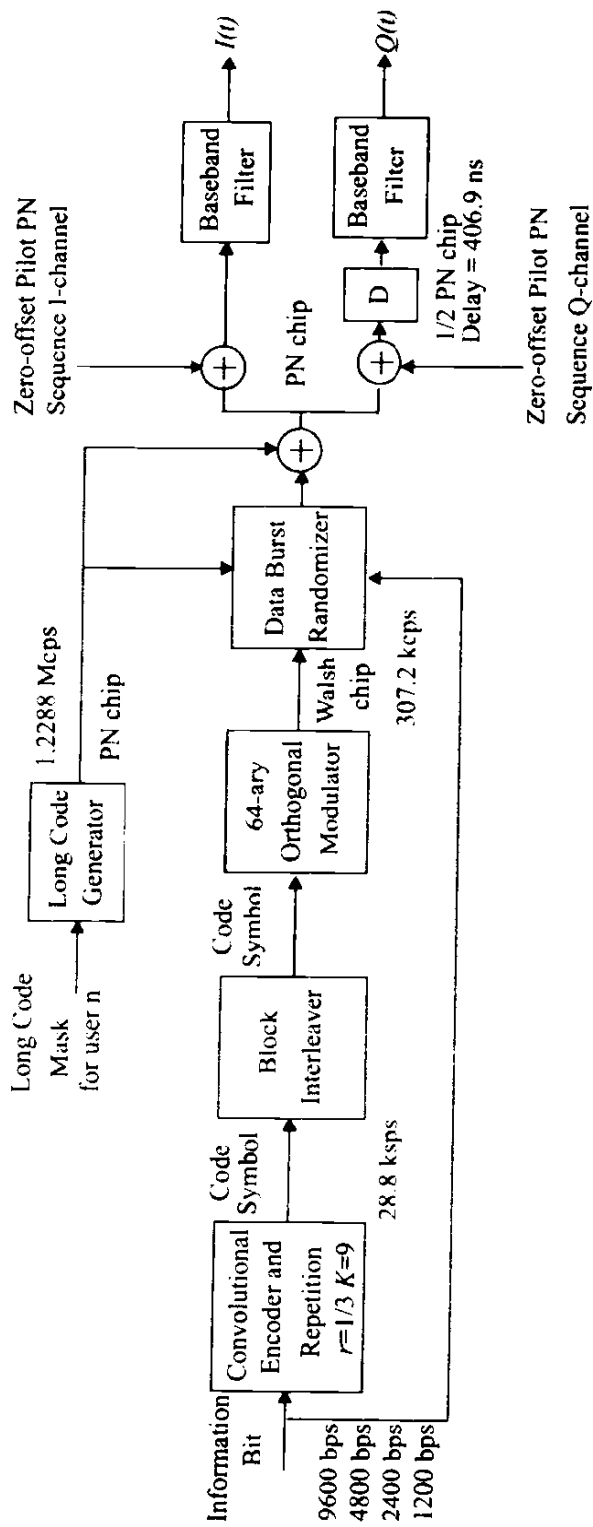 Long Code
Mask
for user n
Long Code
Generator
1.2288 Mcps
PN chip
Zero-offset Pilot PN
Sequence I-channel
Information
Bit
9600 bps
4800 bps
2400 bps
1200 bps
Convolutional
Encoder and
Repetition
r=1/3 K=9
Code
Symbol
28.8 ksps
Block
Interleaver
Code
Symbol
64-ary
Orthogonal
Modulator
Walsh
chip
307.2 kcps
Data Burst
Randomizer
+
+
PN chip
+
Baseband
Filter
I(t)
D
1/2 PN chip
Delay = 406.9 ns
Baseband
Filter
Q(t)
Zero-offset Pilot PN
Sequence Q-channel